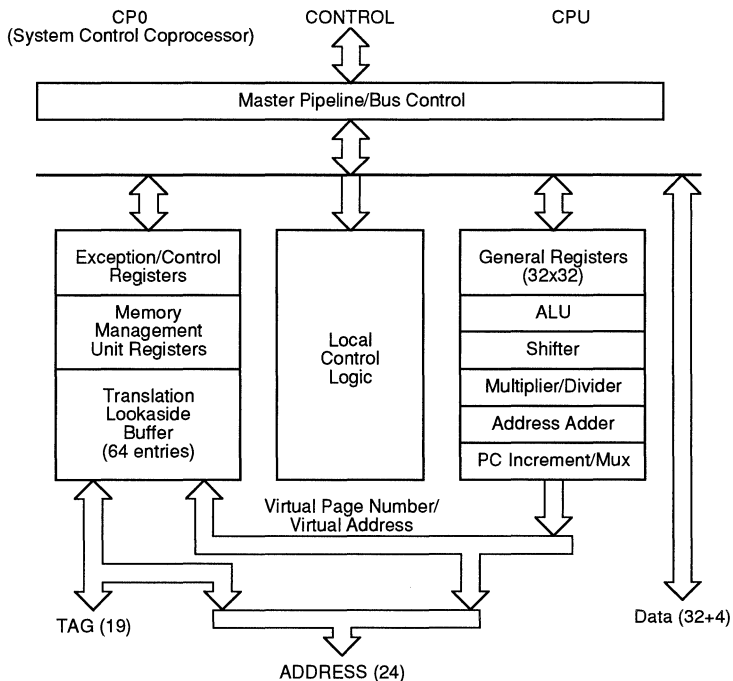 CP0
(System Control Coprocessor)
CONTROL
CPU
Master Pipeline/Bus Control
Exception/Control
Registers
Memory
Management
Unit Registers
Translation
Lookaside
Buffer
(64 entries)
Local
Control
Logic
General Registers
(32x32)
ALU
Shifter
Multiplier/Divider
Address Adder
PC Increment/Mux
Virtual Page Number/
Virtual Address
TAG (19)
ADDRESS (24)
Data (32+4)